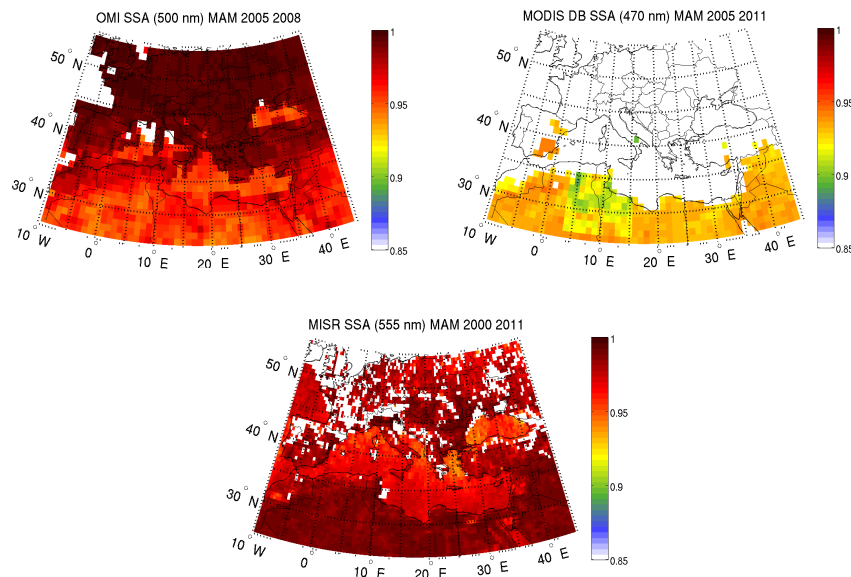 OMI SSA (500 nm) MAM 2005 2008
50 ° N
40 ° N
30 ° N
10 ° W
0 °
10 ° E
20 ° E
30 ° E
40 ° E
1
0.95
0.9
0.85
MODIS DB SSA (470 nm) MAM 2005 2011
50 ° N
40 ° N
30 ° N
10 ° W
0 °
10 ° E
20 ° E
30 ° E
40 ° E
1
0.95
0.9
0.85
MISR SSA (555 nm) MAM 2000 2011
50 ° N
40 ° N
30 ° N
10 ° W
0 °
10 ° E
20 ° E
30 ° E
40 ° E
1
0.95
0.9
0.85